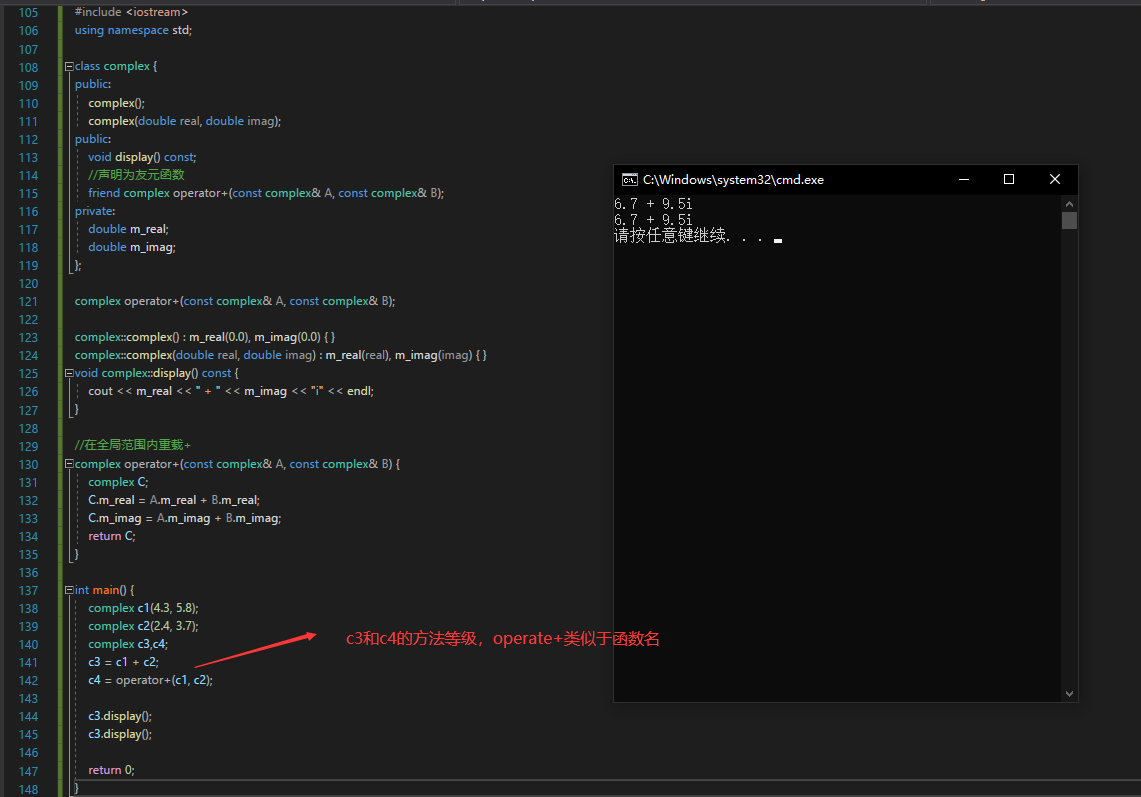 105 #include <iostream>
106 using namespace std;
107
108 class complex {
109 public:
110 complex();
111 complex(double real, double imag);
112 public:
113 void display() const;
114 //声明为友元函数
115 friend complex operator+(const complex& A, const complex& B);
116 private:
117 double m_real;
118 double m_imag;
119 };
120
121 complex operator+(const complex& A, const complex& B);
122
123 complex::complex() : m_real(0.0), m_imag(0.0) { }
124 complex::complex(double real, double imag) : m_real(real), m_imag(imag) { }
125 void complex::display() const {
126 cout << m_real << " + " << m_imag << "i" << endl;
127 }
128
129 //在全局范围内重载+
130 complex operator+(const complex& A, const complex& B) {
131 complex C;
132 C.m_real = A.m_real + B.m_real;
133 C.m_imag = A.m_imag + B.m_imag;
134 return C;
135 }
136
137 int main() {
138 complex c1(4.3, 5.8);
139 complex c2(2.4, 3.7);
140 complex c3,c4;
141 c3 = c1 + c2;
142 c4 = operator+(c1, c2);
143
144 c3.display();
145 c3.display();
146
147 return 0;
148 }
c3和c4的方法等级，operate+类似于函数名
C:\Windows\system32\cmd.exe
6.7 + 9.5i
6.7 + 9.5i
请按任意键继续. . .